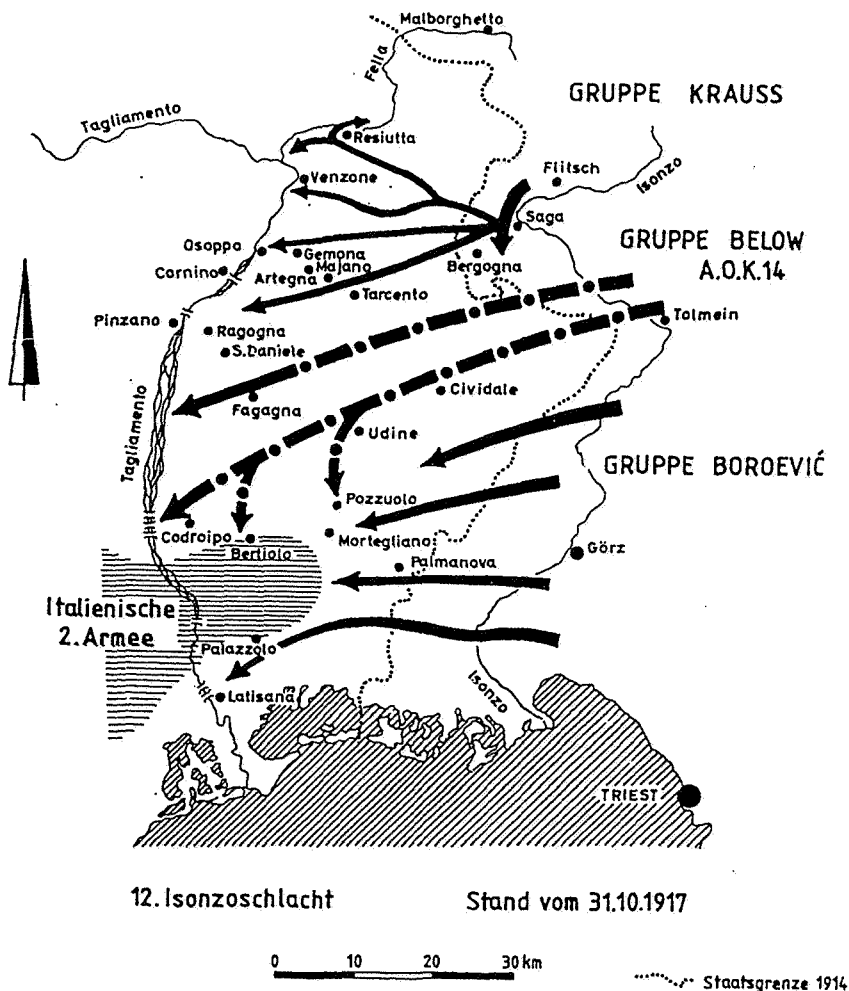 Malborghetto
Fella
GRUPPE KRAUSS
Tagliamento
Resiutta
Flitsch
Isonzo
Venzone
Saga
GRUPPE BELOW
A.O.K.14
Osoppo
Gemona
Majano
Bergogna
Cornino
Artegna
Tarcento
Pinzano
Ragogna
Tolmein
S.Daniele
Cividale
Fagagna
Tagliamento
Udine
GRUPPE BOROEVIĆ
Pozzuolo
Codroipo
Bertiolo
Mortegliano
Görz
Palmanova
Italienische
2. Armee
Palazzolo
Latisana
Isonzo
TRIEST
12. Isonzoschlacht
Stand vom 31.10.1917
0 10 20 30 km
Staatsgrenze 1914